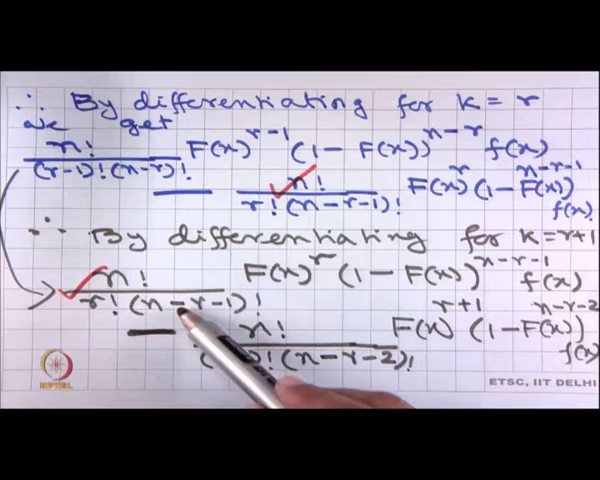 ∴ By differentiating for k = r
we get
n! / (r-1)!(n-r)! F(x)^{r-1} (1 - F(x))^{n-r} f(x)
— n! / r!(n-r-1)! F(x)^r (1 - F(x))^{n-r-1} f(x)
∴ By differentiating for k = r+1
n! / r!(n-r-1)! F(x)^r (1 - F(x))^{n-r-1} f(x)
— n! / ( )!(n-r-2)! F(x)^{r+1} (1 - F(x))^{n-r-2} f(x)
NPTEL
ETSC, IIT DELHI